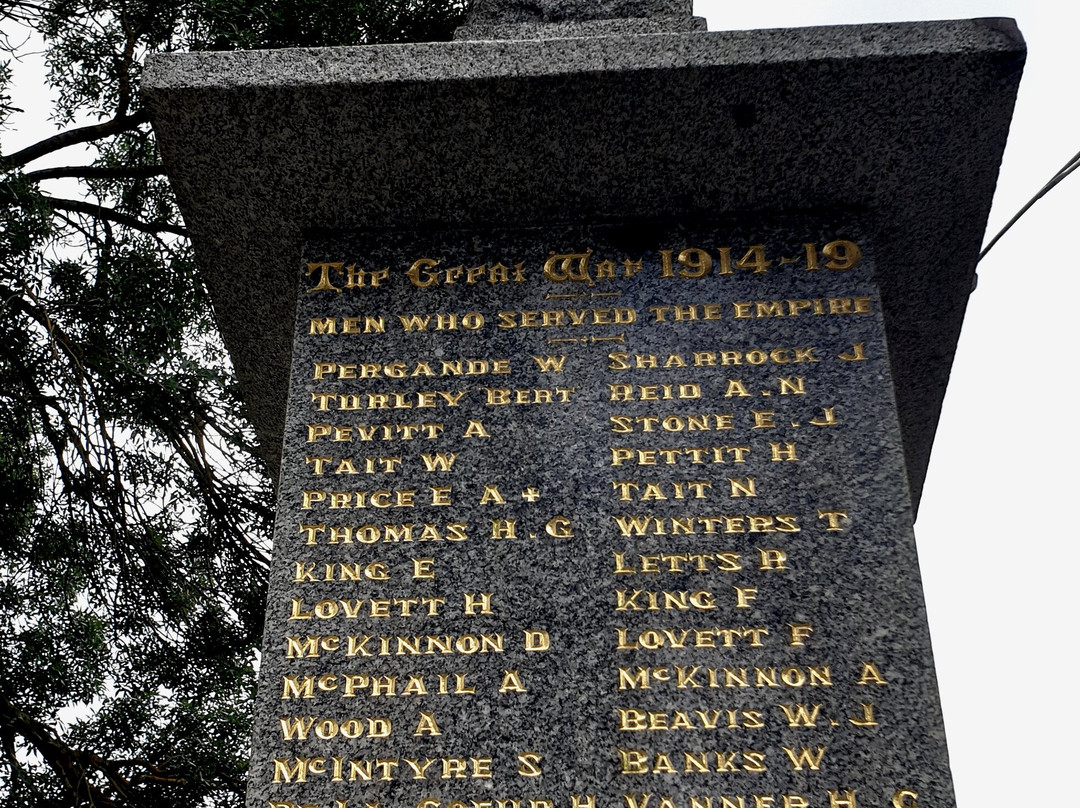 The Great War 1914-19
MEN WHO SERVED THE EMPIRE
PERGANDE W SHARROCK J
TURLEY BERT REID A.N
PEVITT A STONE E.J
TAIT W PETTIT H
PRICE E A + TAIT N
THOMAS H.G WINTERS T
KING E LETTS R
LOVETT H KING F
McKINNON D LOVETT F
McPHAIL A McKINNON A
WOOD A BEAVIS W.J
McINTYRE S BANKS W
H VANNER H.